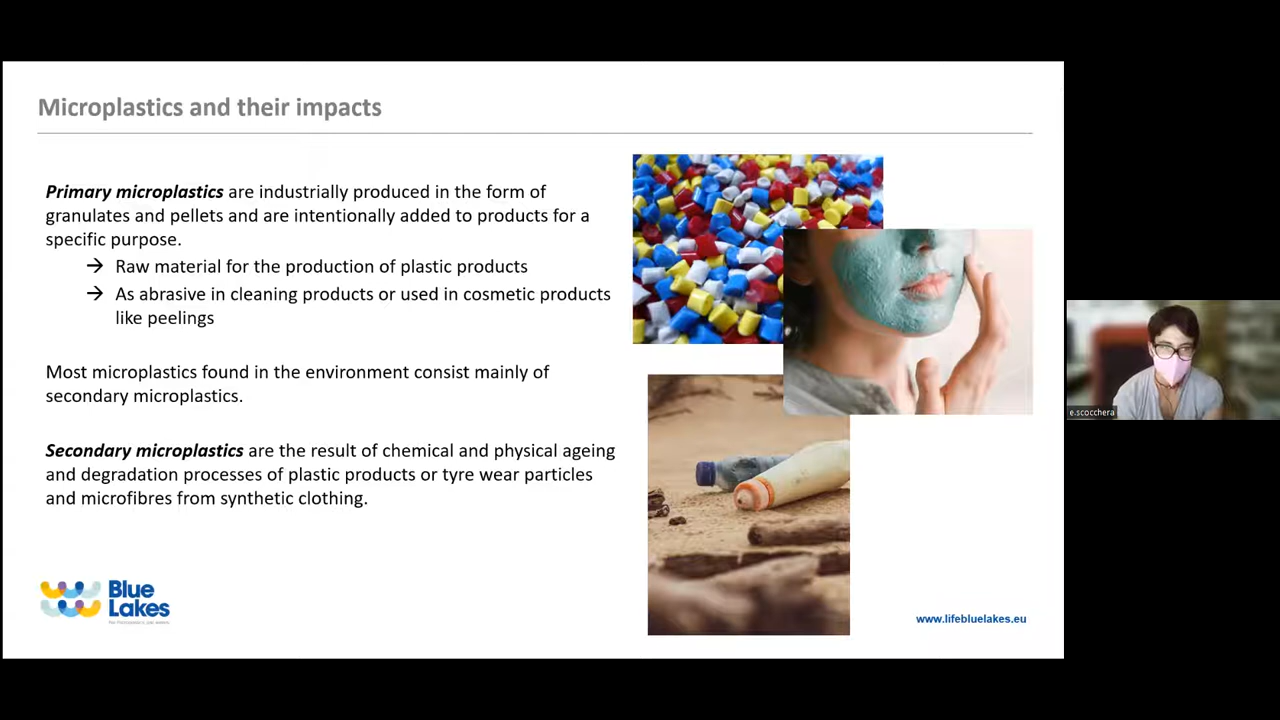 Microplastics and their impacts
Primary microplastics are industrially produced in the form of
granulates and pellets and are intentionally added to products for a
specific purpose.
→ Raw material for the production of plastic products
→ As abrasive in cleaning products or used in cosmetic products
like peelings
Most microplastics found in the environment consist mainly of
secondary microplastics.
Secondary microplastics are the result of chemical and physical ageing
and degradation processes of plastic products or tyre wear particles
and microfibres from synthetic clothing.
Blue
Lakes
www.lifebluelakes.eu
e.scocchera